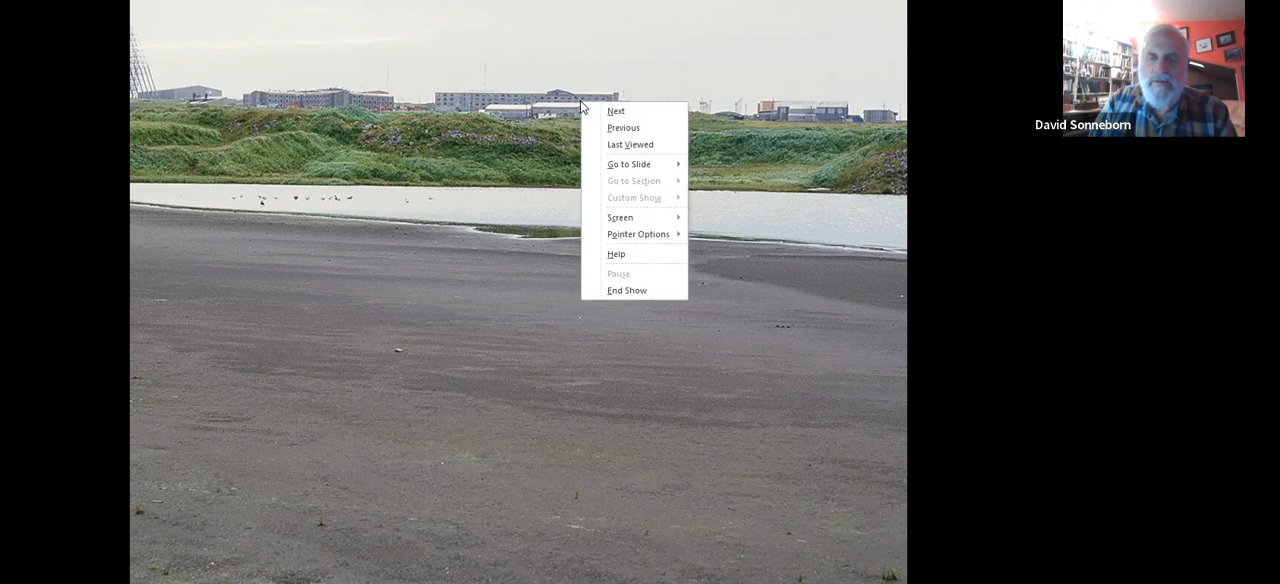 Next
Previous
Last Viewed
Go to Slide
Go to Section
Custom Show
Screen
Pointer Options
Help
Pause
End Show
David Sonneborn